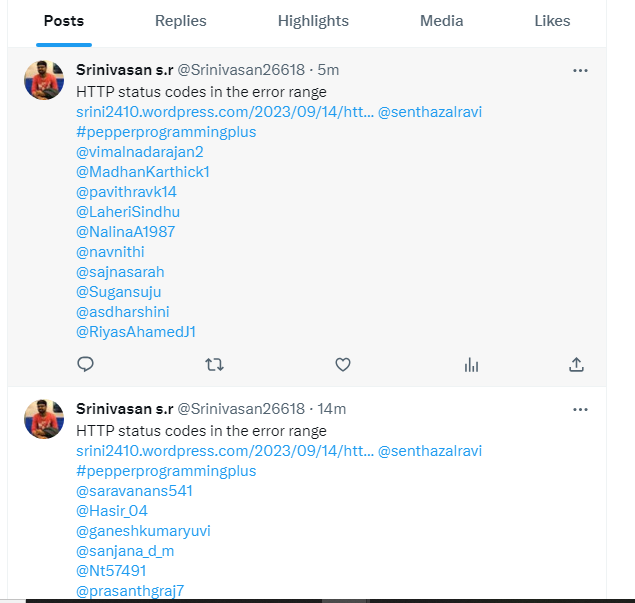 Posts Replies Highlights Media Likes
Srinivasan s.r @Srinivasan26618 · 5m
HTTP status codes in the error range
srini2410.wordpress.com/2023/09/14/htt... @senthazalravi
#pepperprogrammingplus
@vimalnadarajan2
@MadhanKarthick1
@pavithravk14
@LaheriSindhu
@NalinaA1987
@navnithi
@sajnasarah
@Sugansuju
@asdharshini
@RiyasAhamedJ1
Srinivasan s.r @Srinivasan26618 · 14m
HTTP status codes in the error range
srini2410.wordpress.com/2023/09/14/htt... @senthazalravi
#pepperprogrammingplus
@saravanans541
@Hasir_04
@ganeshkumaryuvi
@sanjana_d_m
@Nt57491
@prasanthgraj7